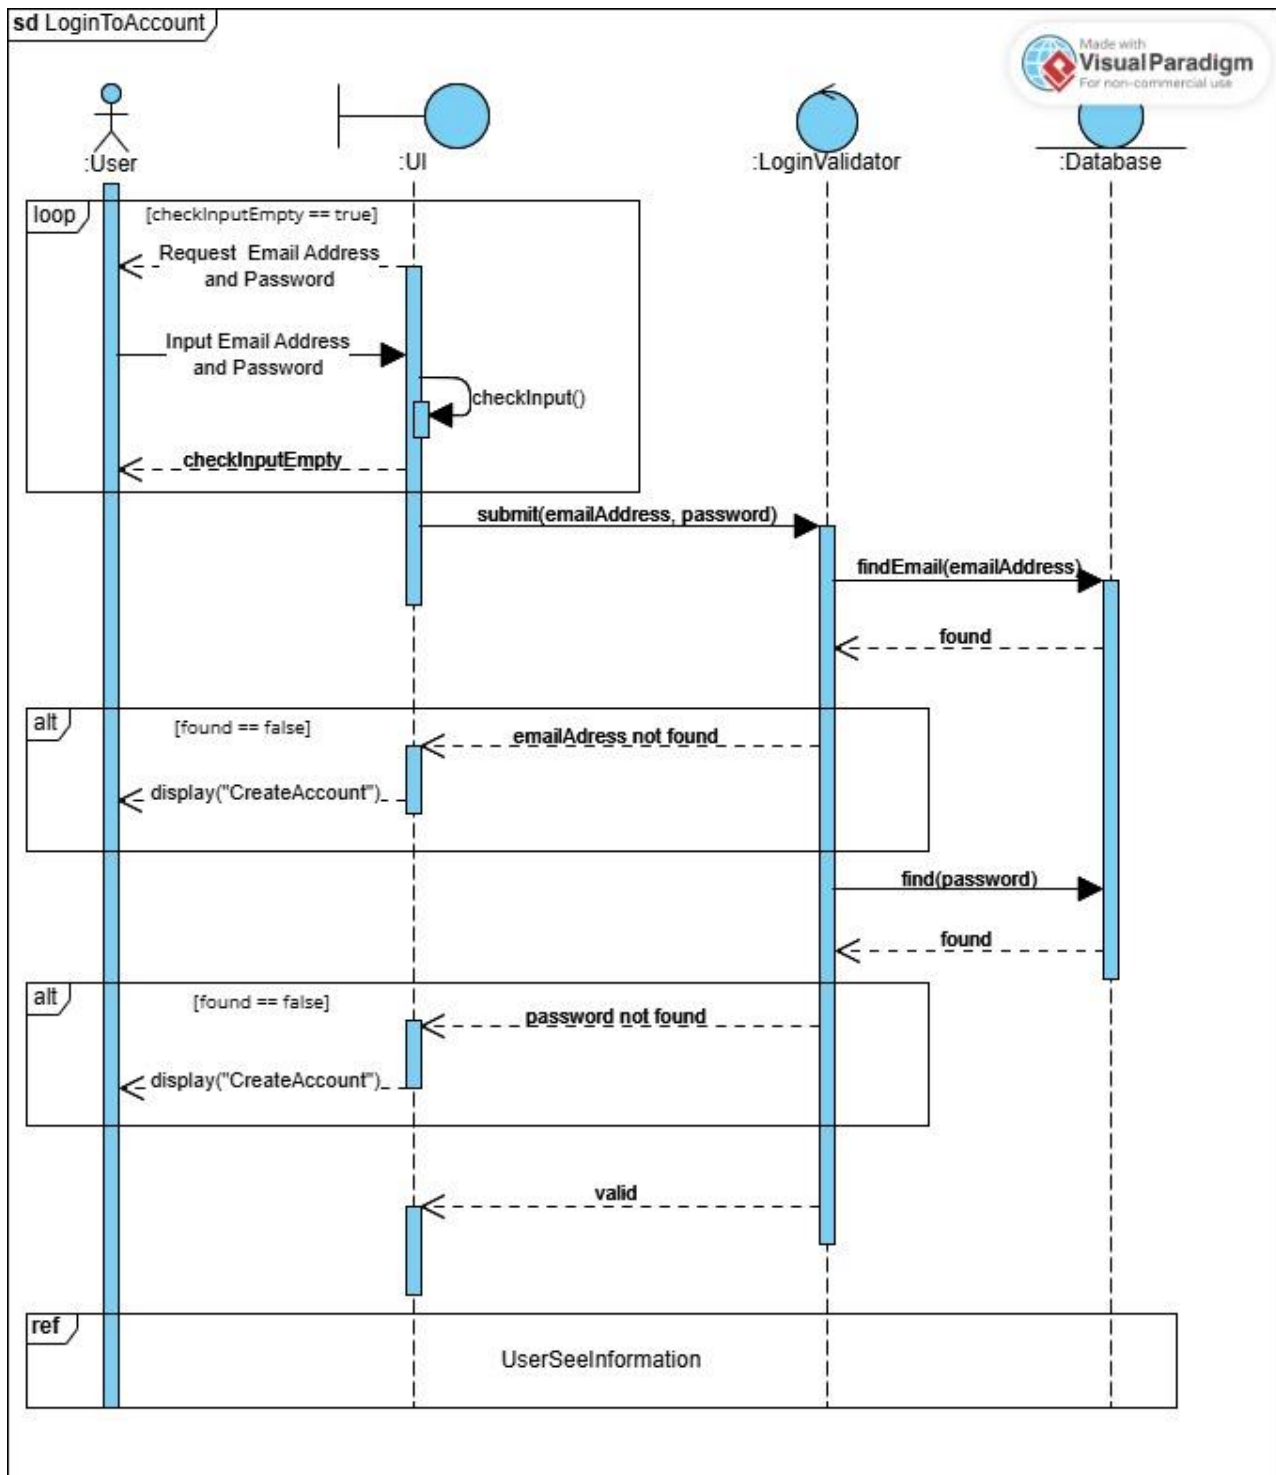 sd LoginToAccount
Made with
Visual Paradigm
For non-commercial use
:User
:UI
:LoginValidator
:Database
loop
[checkInputEmpty == true]
Request Email Address
and Password
Input Email Address
and Password
checkInput()
checkInputEmpty
submit(emailAddress, password)
findEmail(emailAddress)
found
alt
[found == false]
emailAdress not found
display("CreateAccount")
find(password)
found
alt
[found == false]
password not found
display("CreateAccount")
valid
ref
UserSeeInformation